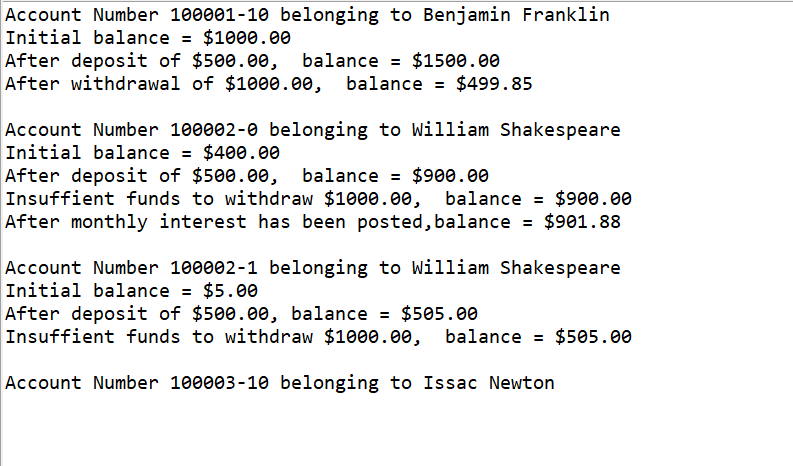 Account Number 100001-10 belonging to Benjamin Franklin
Initial balance = $1000.00
After deposit of $500.00,  balance = $1500.00
After withdrawal of $1000.00,  balance = $499.85

Account Number 100002-0 belonging to William Shakespeare
Initial balance = $400.00
After deposit of $500.00,  balance = $900.00
Insuffient funds to withdraw $1000.00,  balance = $900.00
After monthly interest has been posted,balance = $901.88

Account Number 100002-1 belonging to William Shakespeare
Initial balance = $5.00
After deposit of $500.00, balance = $505.00
Insuffient funds to withdraw $1000.00,  balance = $505.00

Account Number 100003-10 belonging to Issac Newton